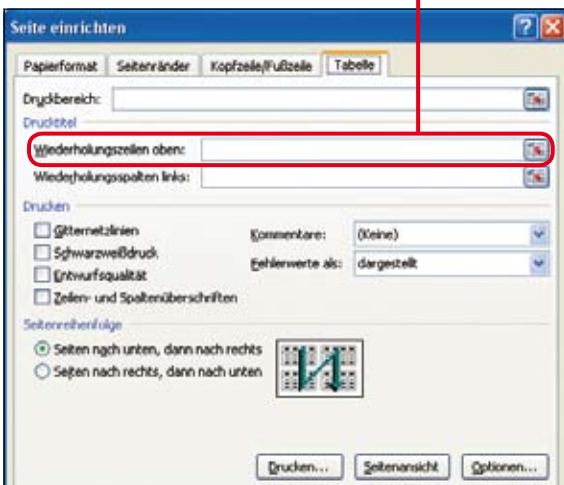 Seite einrichten
Papierformat Seitenränder Kopfzeile/Fußzeile Tabelle
Druckbereich:
Drucktitel
Wiederholungszeilen oben:
Wiederholungsspalten links:
Drucken
Gitternetzlinien
Kommentare: (Keine)
Schwarzweißdruck
Fehlerwerte als: dargestellt
Entwurfsqualität
Zeilen- und Spaltenüberschriften
Seitenreihenfolge
Seiten nach unten, dann nach rechts
Seiten nach rechts, dann nach unten
Drucken... Seitenansicht Optionen...